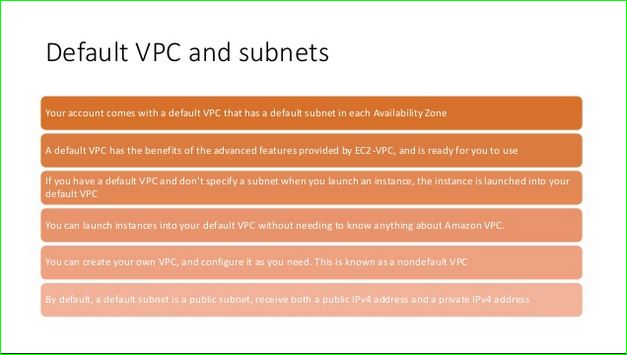 Default VPC and subnets
Your account comes with a default VPC that has a default subnet in each Availability Zone
A default VPC has the benefits of the advanced features provided by EC2-VPC, and is ready for you to use
If you have a default VPC and don't specify a subnet when you launch an instance, the instance is launched into your
default VPC
You can launch instances into your default VPC without needing to know anything about Amazon VPC.
You can create your own VPC, and configure it as you need. This is known as a nondefault VPC
By default, a default subnet is a public subnet, receive both a public IPv4 address and a private IPv4 address